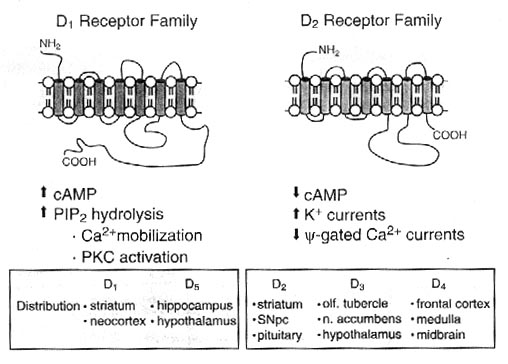 D₁ Receptor Family
NH₂
COOH
⬆ cAMP
⬆ PIP₂ hydrolysis
· Ca²⁺mobilization
· PKC activation
D₁ D₅
Distribution • striatum • hippocampus
• neocortex • hypothalamus
D₂ Receptor Family
NH₂
COOH
⬇ cAMP
⬆ K⁺ currents
⬇ ψ-gated Ca²⁺ currents
D₂ D₃ D₄
•striatum •olf. tubercle •frontal cortex
•SNpc •n. accumbens •medulla
•pituitary •hypothalamus •midbrain